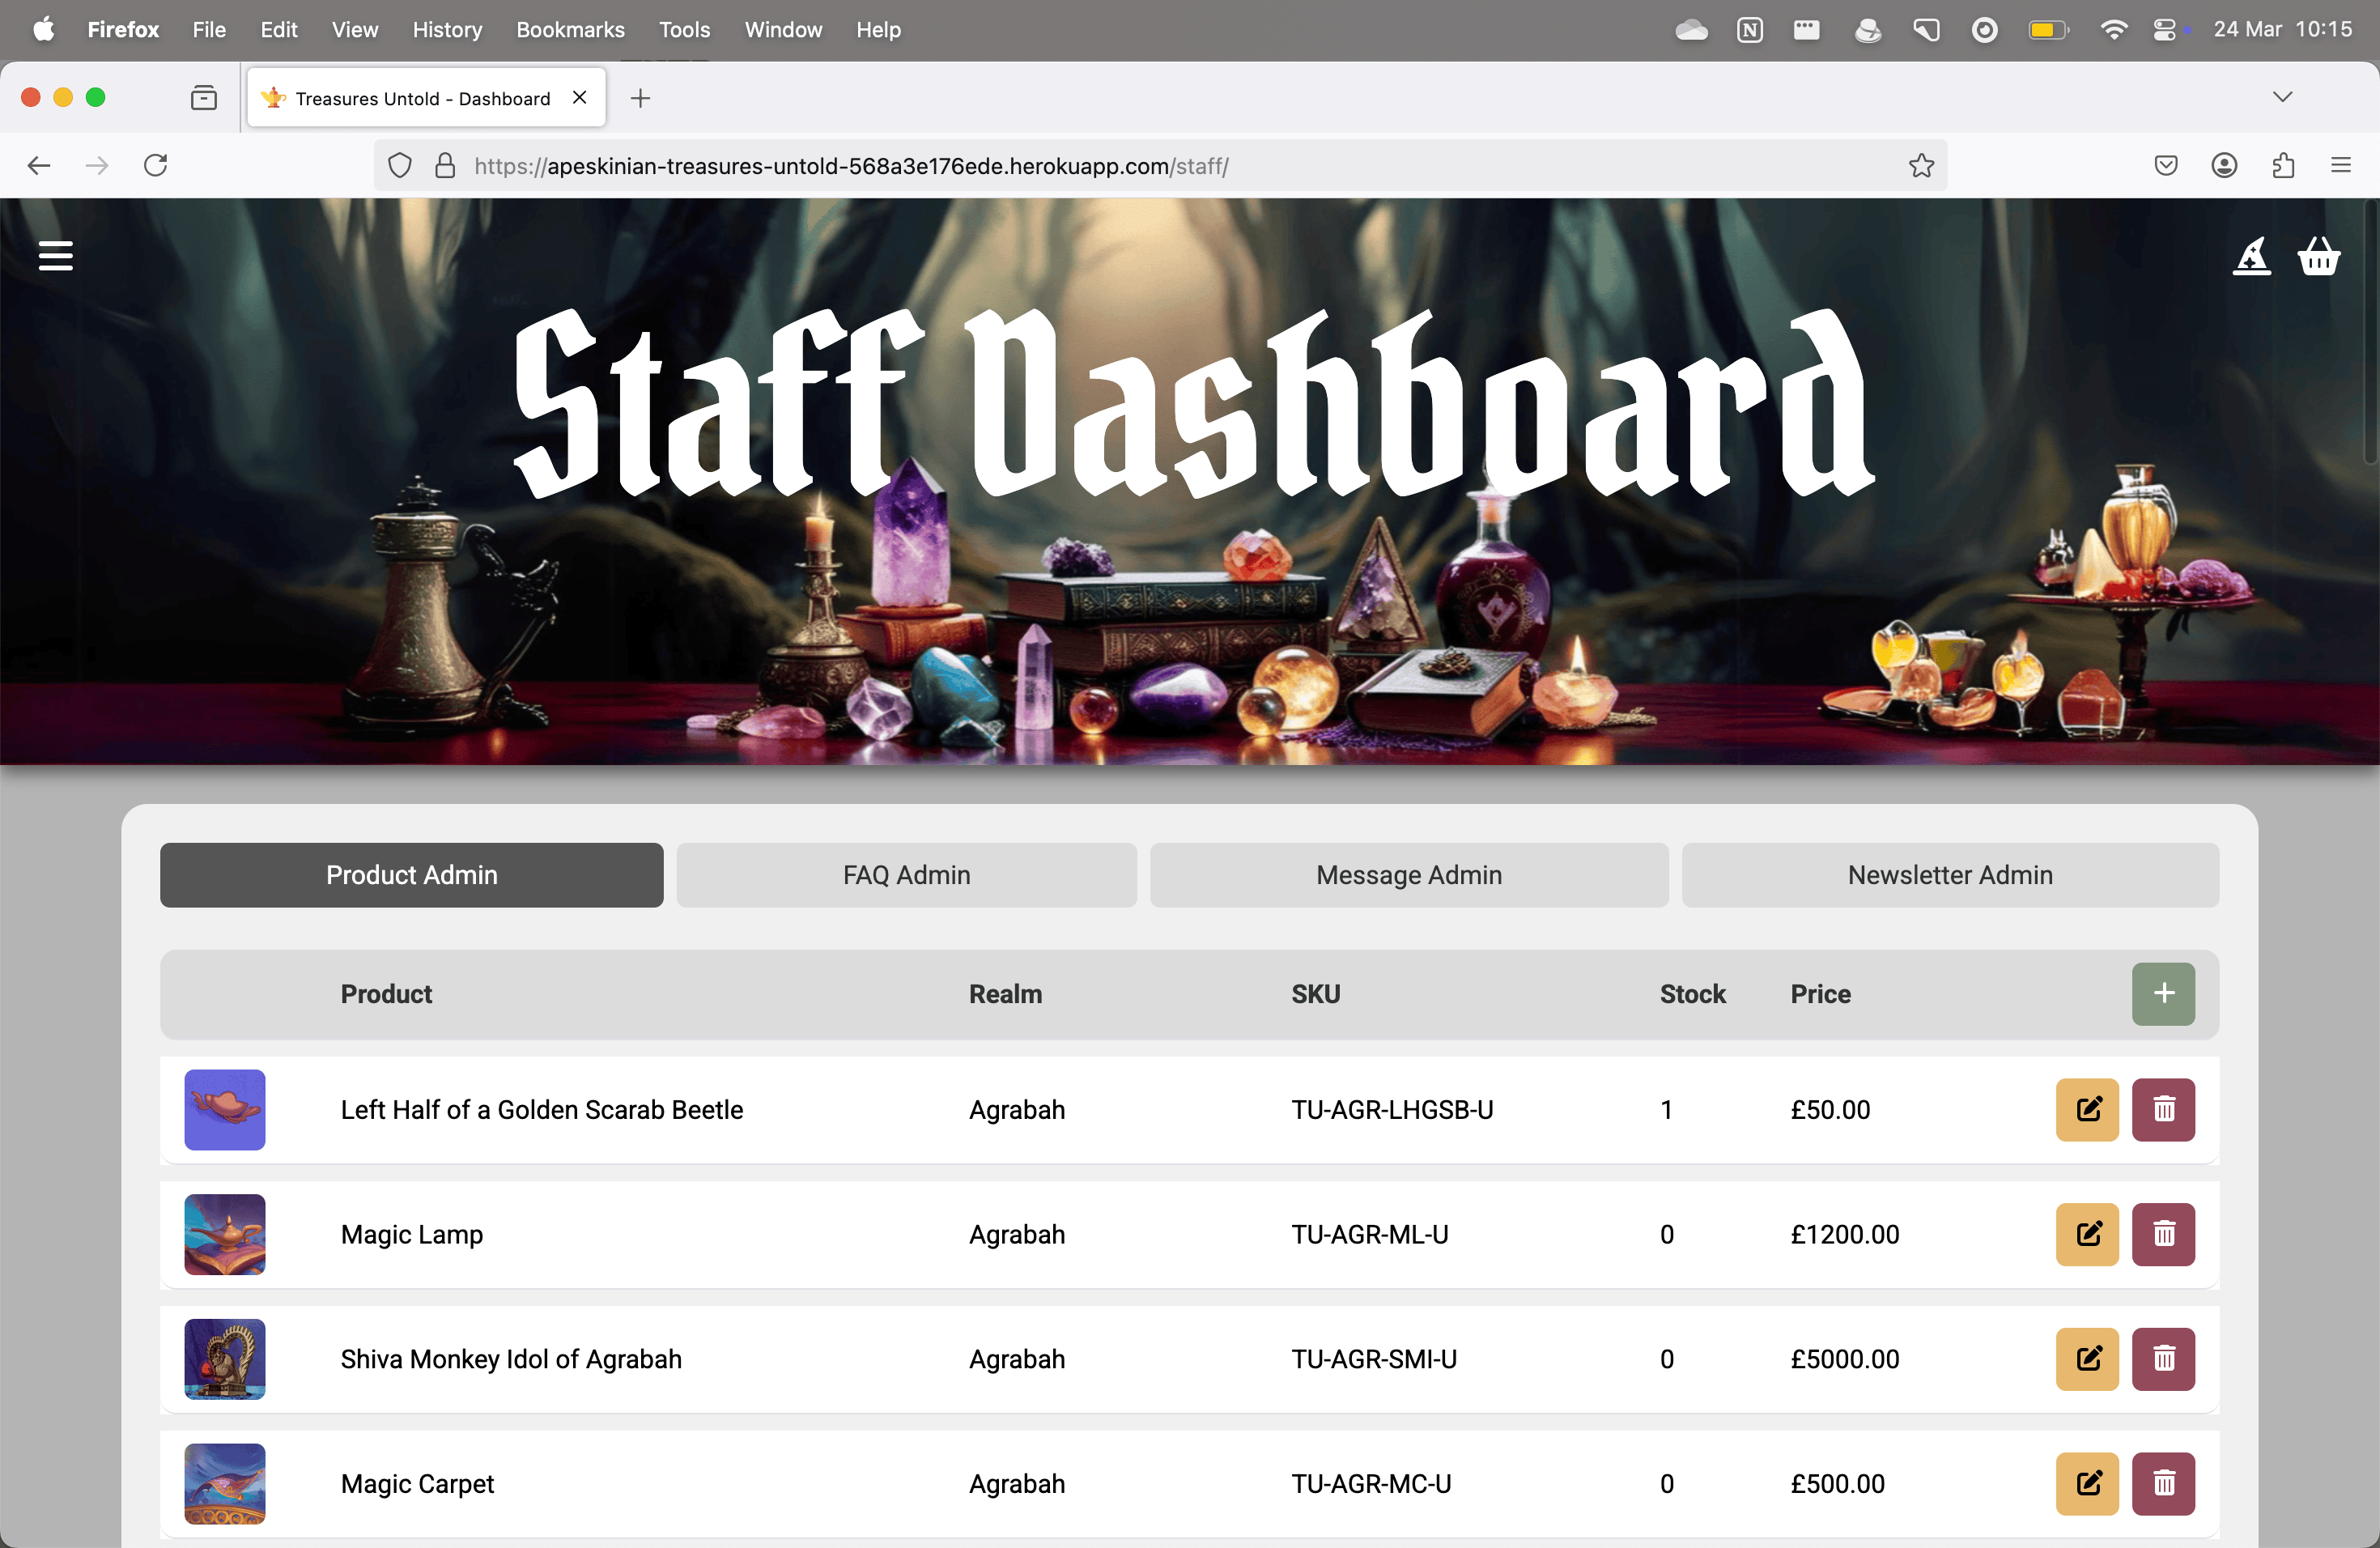 Firefox File Edit View History Bookmarks Tools Window Help 24 Mar 10:15
Treasures Untold - Dashboard
https://apeskinian-treasures-untold-568a3e176ede.herokuapp.com/staff/
Staff Dashboard
Product Admin FAQ Admin Message Admin Newsletter Admin
Product Realm SKU Stock Price +
Left Half of a Golden Scarab Beetle Agrabah TU-AGR-LHGSB-U 1 £50.00
Magic Lamp Agrabah TU-AGR-ML-U 0 £1200.00
Shiva Monkey Idol of Agrabah Agrabah TU-AGR-SMI-U 0 £5000.00
Magic Carpet Agrabah TU-AGR-MC-U 0 £500.00